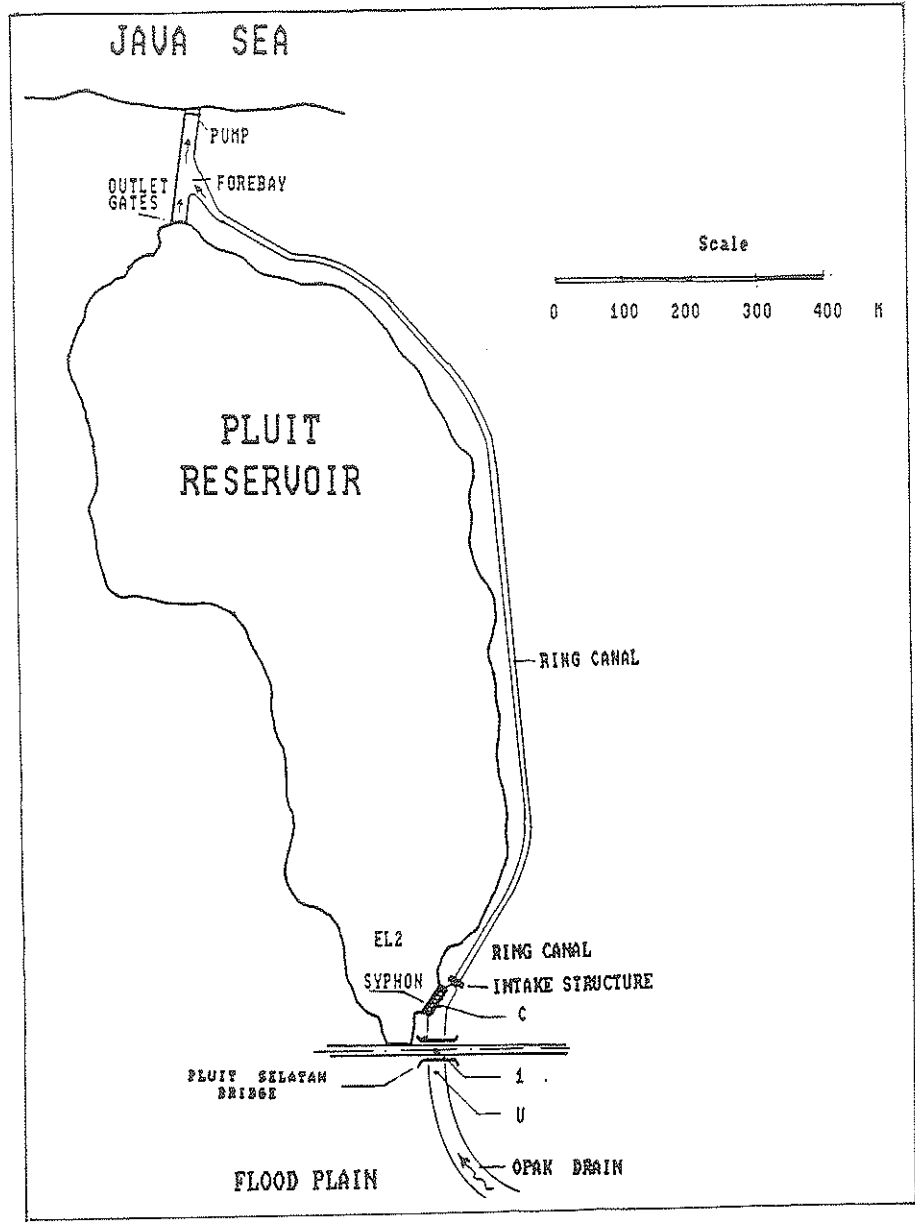 JAVA SEA
PUMP
OUTLET
GATES
FOREBAY
Scale
0 100 200 300 400 M
PLUIT
RESERVOIR
RING CANAL
EL2
RING CANAL
SYPHON
INTAKE STRUCTURE
C
PLUIT SELATAN
BRIDGE
1
U
OPAK DRAIN
FLOOD PLAIN